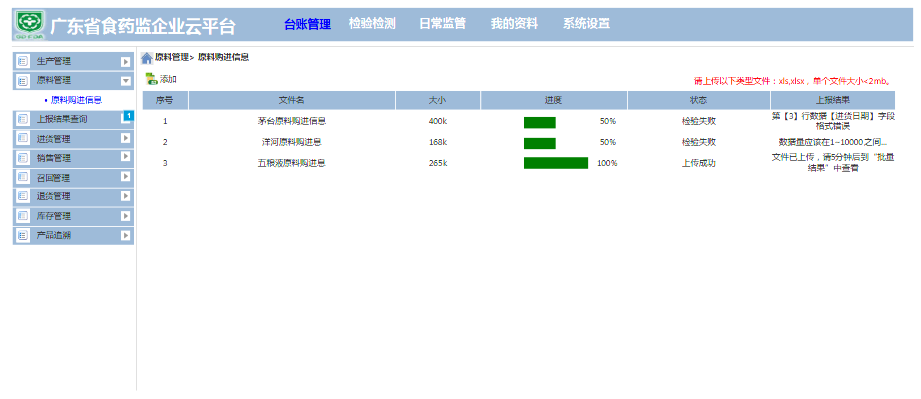 广东省食药监企业云平台 台账管理 检验检测 日常监管 我的资料 系统设置
生产管理
原料管理
原料购进信息
上报结果查询 1
进货管理
销售管理
召回管理
退货管理
库存管理
产品追溯
原料管理> 原料购进信息
添加
请上传以下类型文件：xls,xlsx，单个文件大小<2mb。
序号 文件名 大小 进度 状态 上报结果
1 茅台原料购进信息 400k 50% 检验失败 第【3】行数据【进货日期】字段
格式错误
2 洋河原料购进息 168k 50% 检验失败 数据量应该在1~10000之间...
3 五粮液原料购进息 265k 100% 上传成功 文件已上传，请5分钟后到“批量
结果”中查看